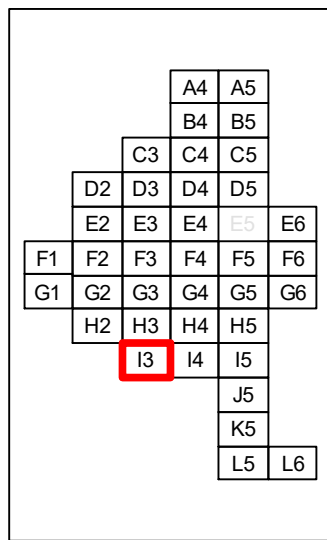 A4 A5
B4 B5
C3 C4 C5
D2 D3 D4 D5
E2 E3 E4 E5 E6
F1 F2 F3 F4 F5 F6
G1 G2 G3 G4 G5 G6
H2 H3 H4 H5
I3 I4 I5
J5
K5
L5 L6